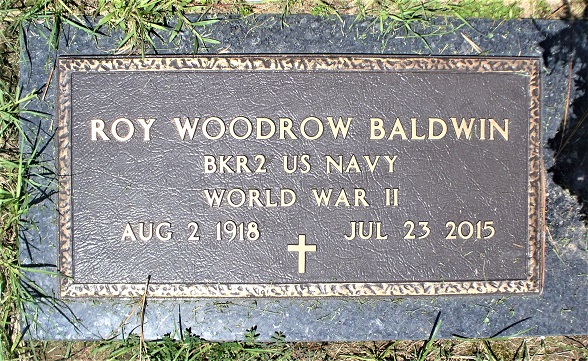 ROY WOODROW BALDWIN
BKR2 US NAVY
WORLD WAR II
AUG 2 1918 JUL 23 2015